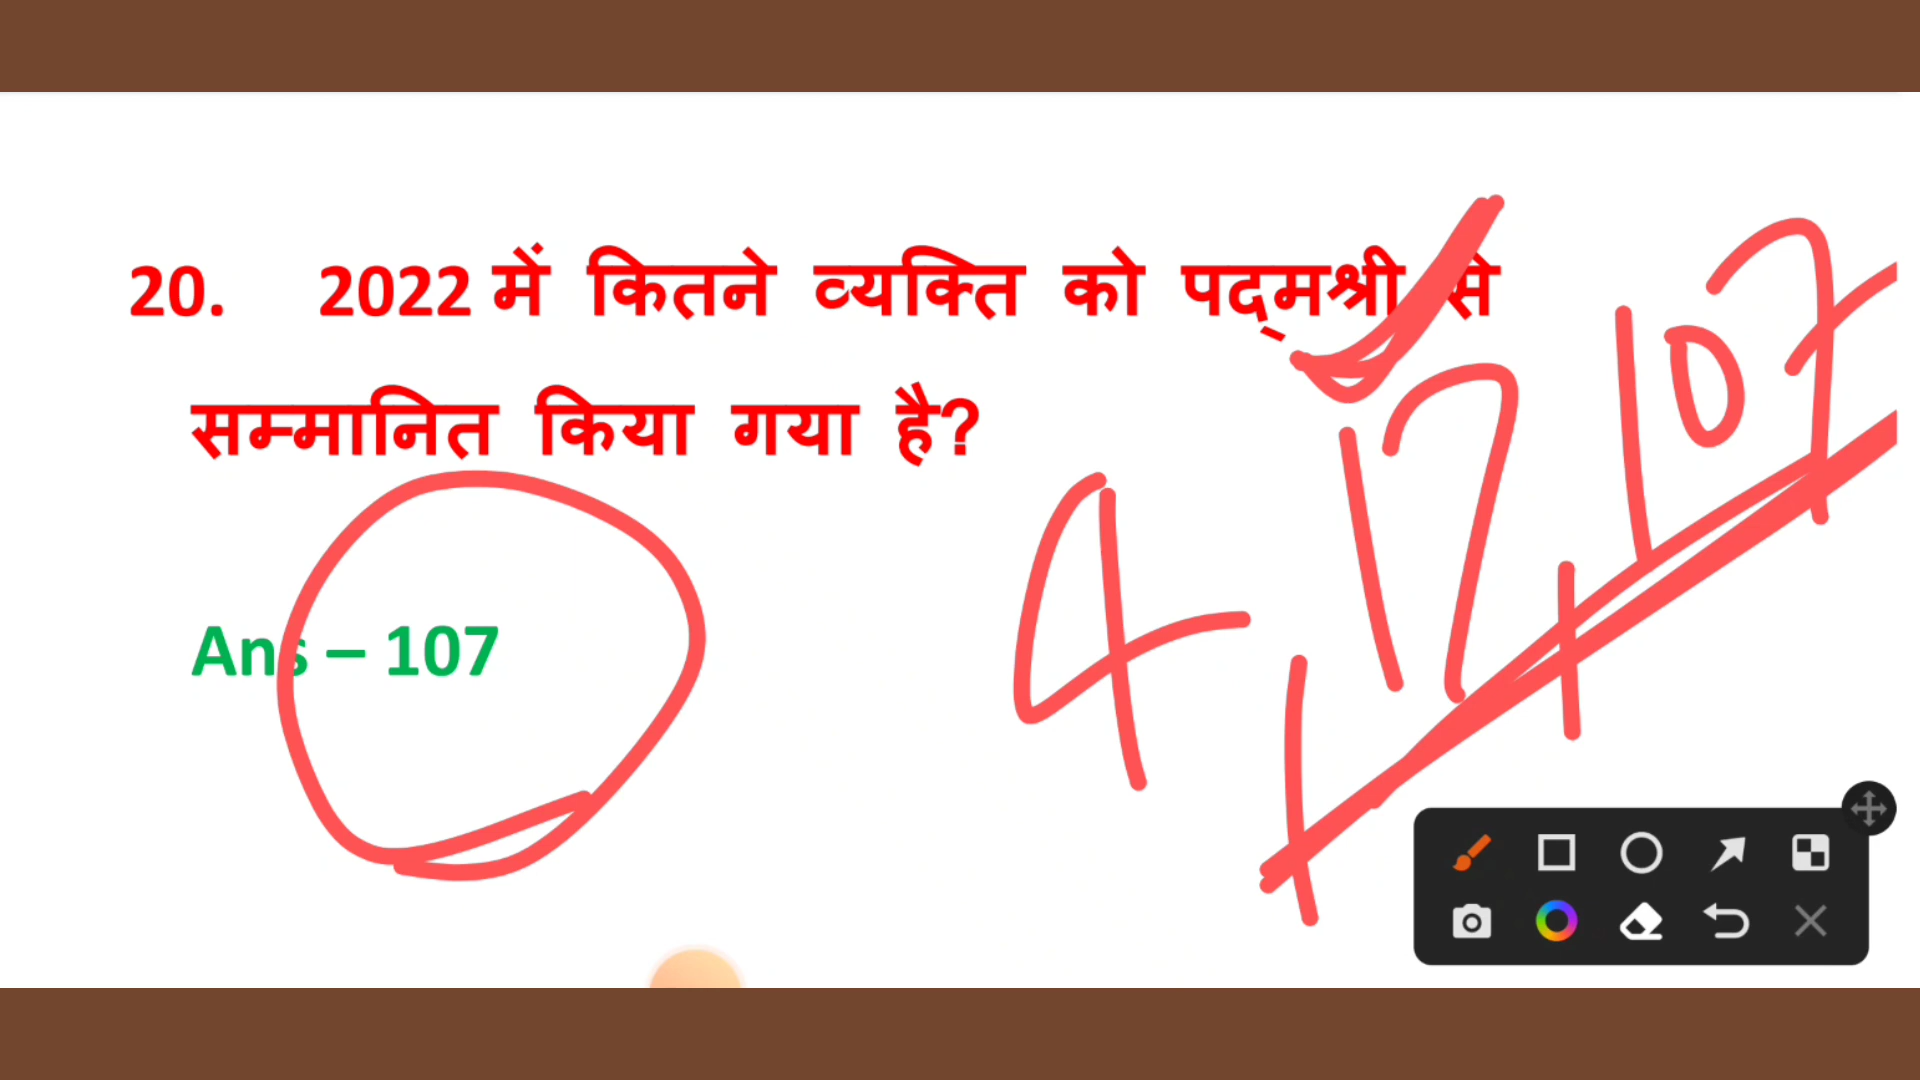 20. 2022 में कितने व्यक्ति को पद्मश्री से
सम्मानित किया गया है?
Ans – 107
4, 17, 107